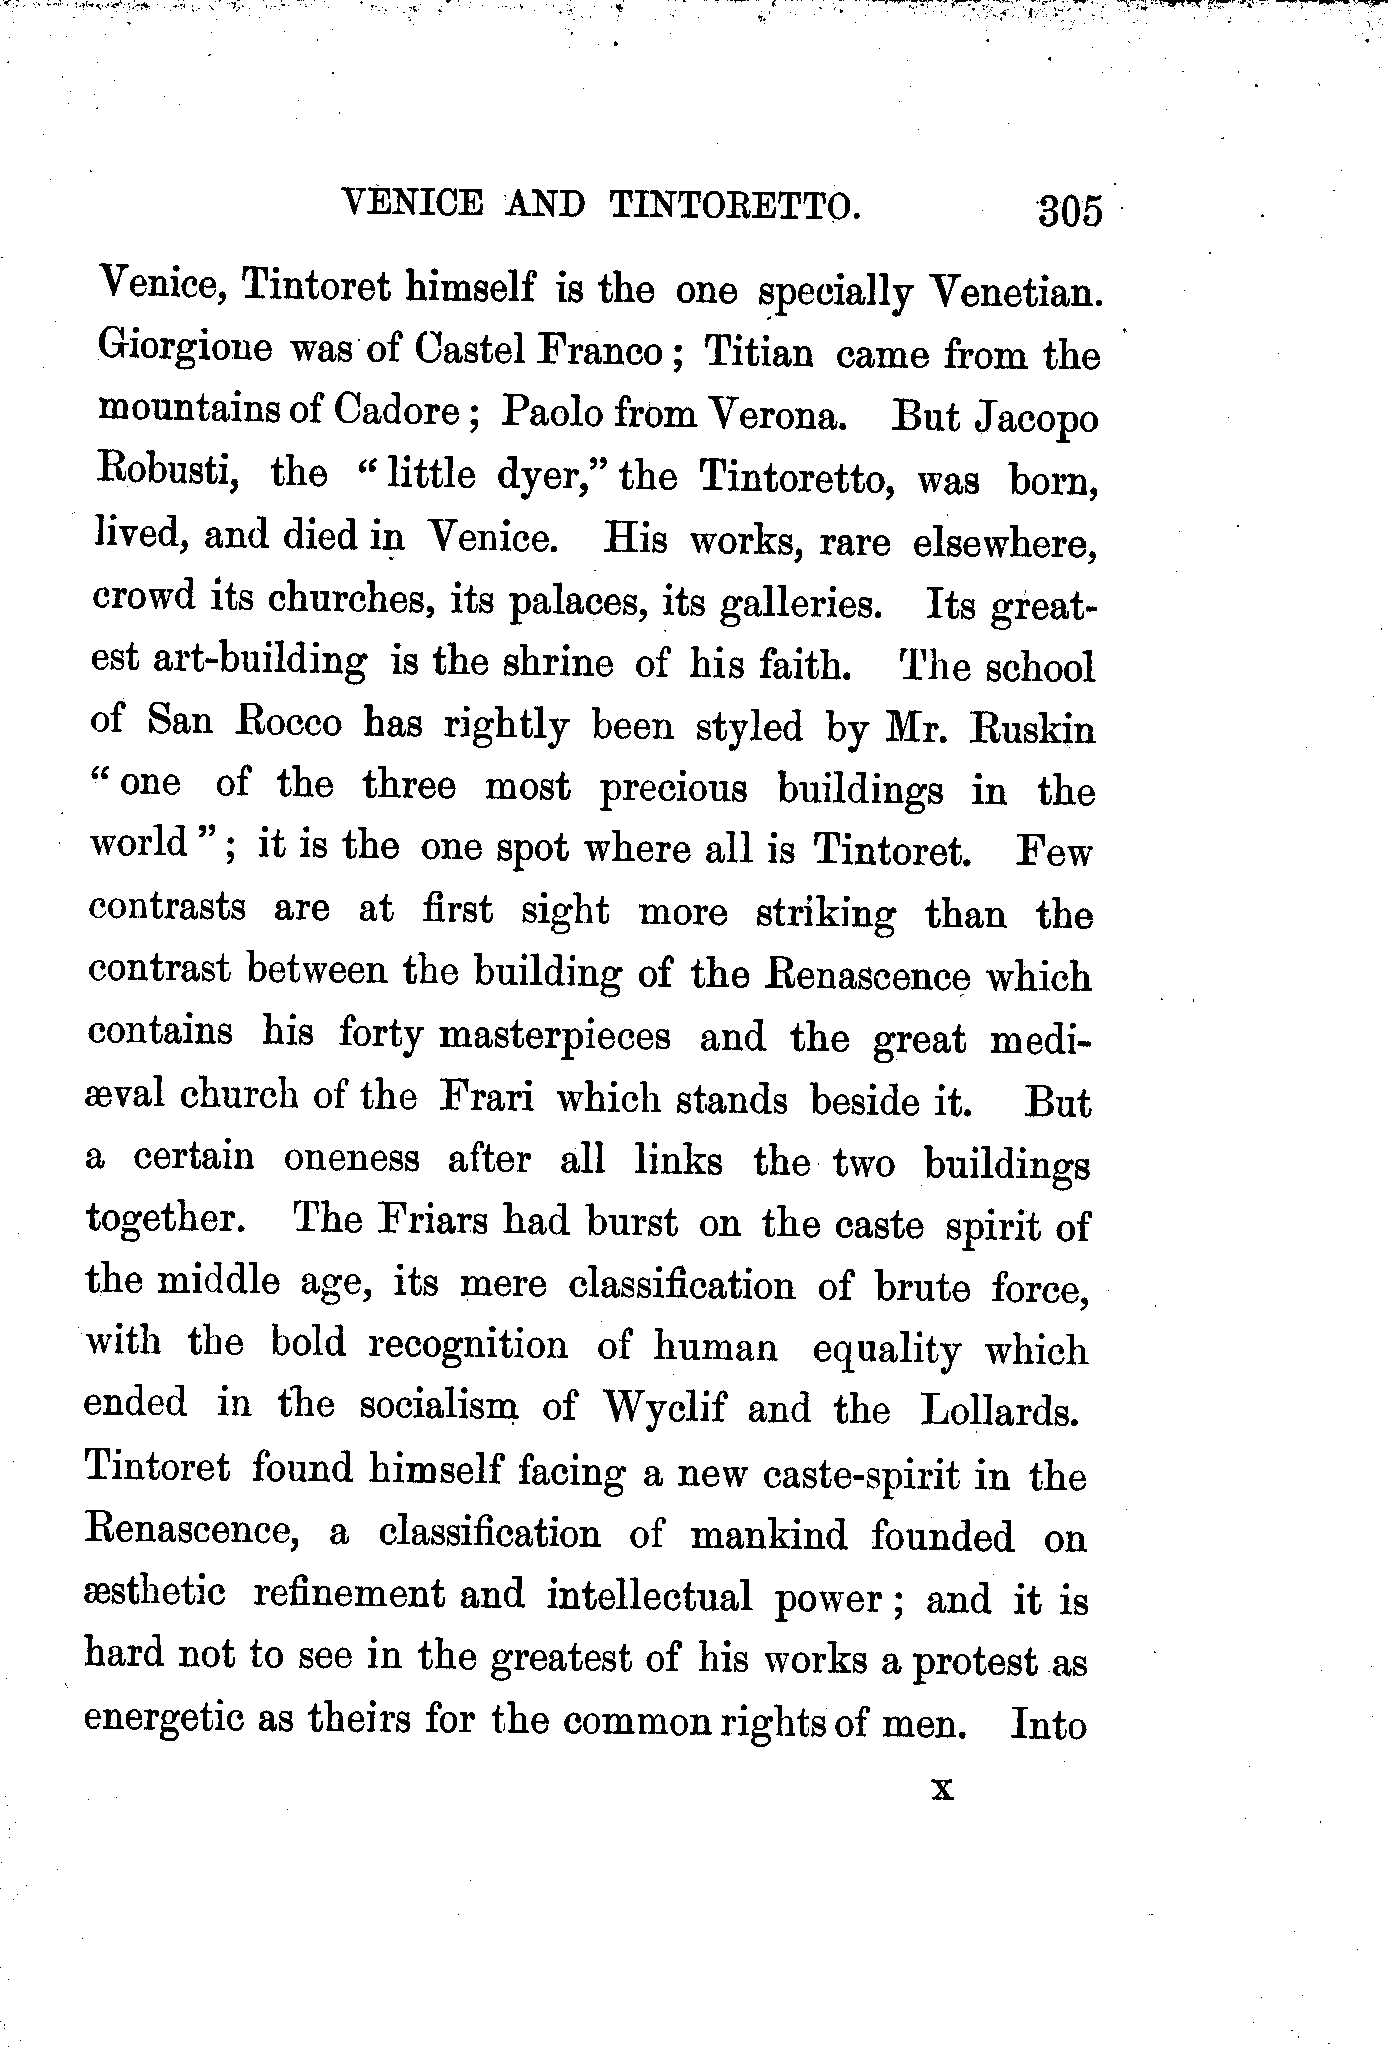 VENICE AND TINTORETTO. 305
Venice, Tintoret himself is the one specially Venetian.
Giorgione was of Castel Franco; Titian came from the
mountains of Cadore; Paolo from Verona. But Jacopo
Robusti, the “little dyer,” the Tintoretto, was born,
lived, and died in Venice. His works, rare elsewhere,
crowd its churches, its palaces, its galleries. Its great-
est art-building is the shrine of his faith. The school
of San Rocco has rightly been styled by Mr. Ruskin
“one of the three most precious buildings in the
world”; it is the one spot where all is Tintoret. Few
contrasts are at first sight more striking than the
contrast between the building of the Renascence which
contains his forty masterpieces and the great medi-
æval church of the Frari which stands beside it. But
a certain oneness after all links the two buildings
together. The Friars had burst on the caste spirit of
the middle age, its mere classification of brute force,
with the bold recognition of human equality which
ended in the socialism of Wyclif and the Lollards.
Tintoret found himself facing a new caste-spirit in the
Renascence, a classification of mankind founded on
æsthetic refinement and intellectual power; and it is
hard not to see in the greatest of his works a protest as
energetic as theirs for the common rights of men. Into
X